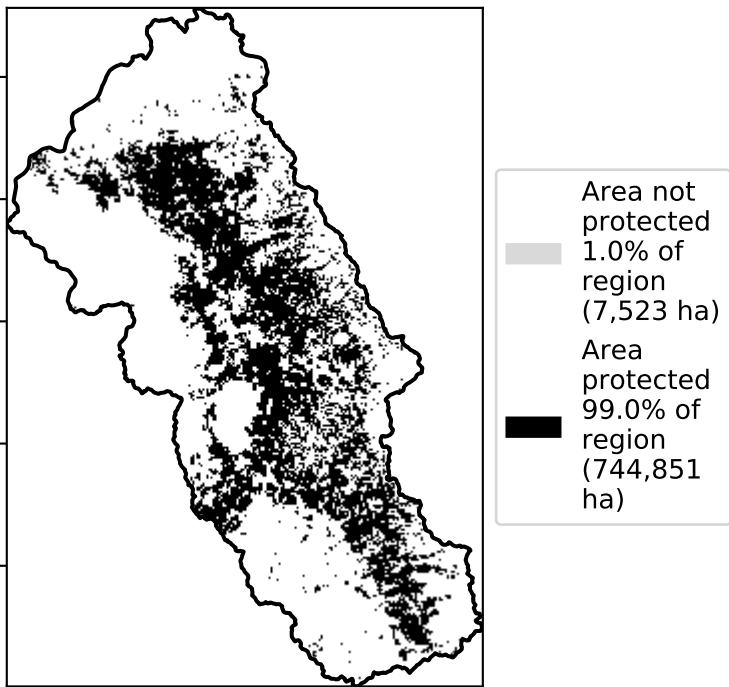 Area not
protected
1.0% of
region
(7,523 ha)
Area
protected
99.0% of
region
(744,851
ha)